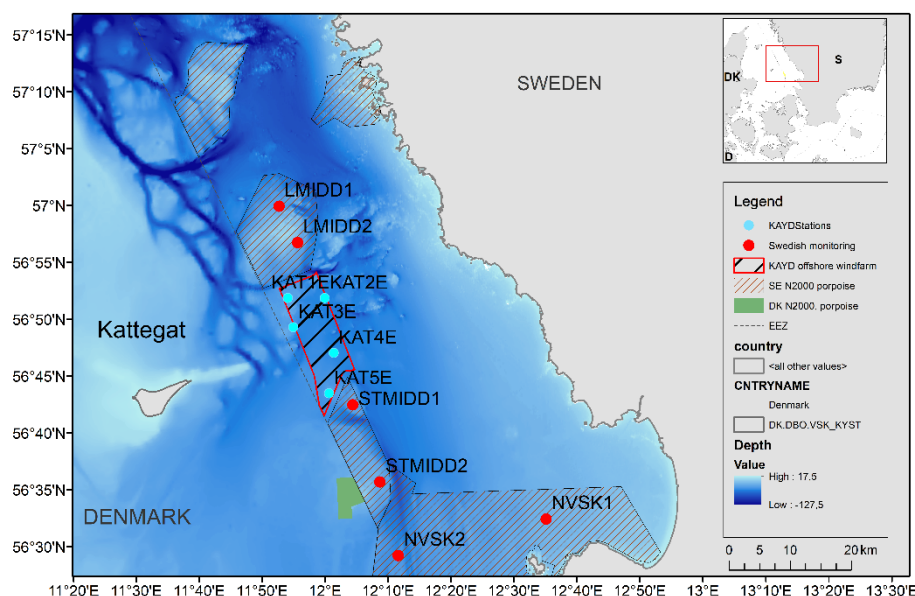 57°15'N
57°10'N
57°5'N
57°N
56°55'N
56°50'N
56°45'N
56°40'N
56°35'N
56°30'N
11°20'E
11°30'E
11°40'E
11°50'E
12°0'E
12°10'E
12°20'E
12°30'E
12°40'E
12°50'E
13°E
13°10'E
13°20'E
13°30'E
SWEDEN
LMIDD1
LMIDD2
KAT1E
KAT2E
KAT3E
Kattegat
KAT4E
KAT5E
STMIDD1
STMIDD2
DENMARK
NVSK1
NVSK2
DK
S
D
Legend
KAYDStations
Swedish monitoring
KAYD offshore windfarm
SE N2000 porpoise
DK N2000. porpoise
EEZ
country
<all other values>
CNTRYNAME
Denmark
DK.DBO.VSK_KYST
Depth
Value
High : 17.5
Low : -127,5
0 5 10 20 km